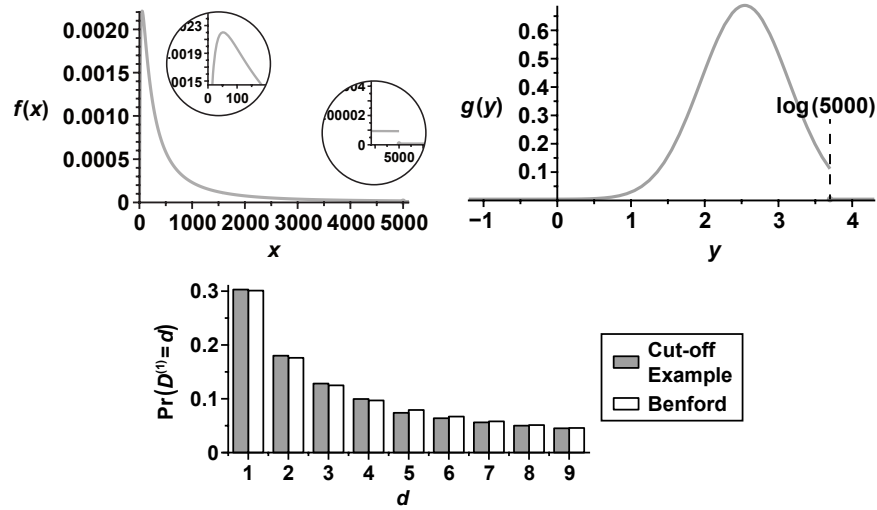 f(x)
0.0020
0.0015
0.0010
0.0005
0
0 1000 2000 3000 4000 5000
x
.0023
.0019
.0015
0 100
.00002
0
5000
g(y)
0.6
0.5
0.4
0.3
0.2
0.1
log(5000)
−1 0 1 2 3 4
y
Pr(D⁽¹⁾=d)
0.3
0.2
0.1
0
1 2 3 4 5 6 7 8 9
d
Cut-off
Example
Benford